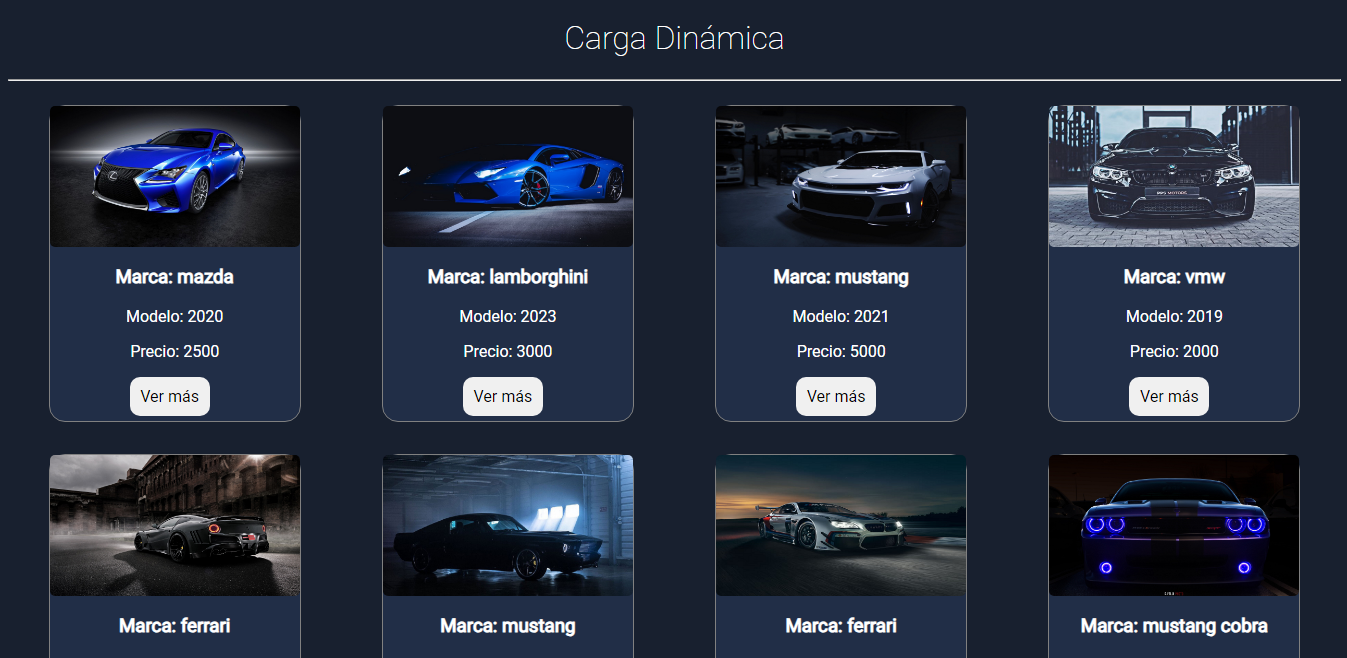 Carga Dinámica
Marca: mazda
Modelo: 2020
Precio: 2500
Ver más
Marca: lamborghini
Modelo: 2023
Precio: 3000
Ver más
Marca: mustang
Modelo: 2021
Precio: 5000
Ver más
Marca: vmw
Modelo: 2019
Precio: 2000
Ver más
Marca: ferrari
Marca: mustang
Marca: ferrari
Marca: mustang cobra